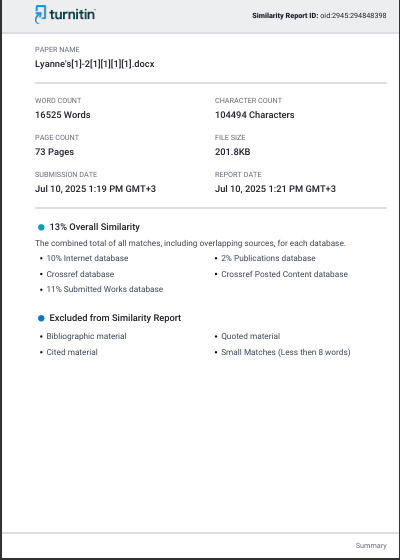 turnitin
Similarity Report ID: oid:2945:294848398
PAPER NAME
Lyanne's[1]-2[1][1][1][1].docx
WORD COUNT
CHARACTER COUNT
16525 Words
104494 Characters
PAGE COUNT
FILE SIZE
73 Pages
201.8KB
SUBMISSION DATE
REPORT DATE
Jul 10, 2025 1:19 PM GMT+3
Jul 10, 2025 1:21 PM GMT+3
● 13% Overall Similarity
The combined total of all matches, including overlapping sources, for each database.
• 10% Internet database
• 2% Publications database
• Crossref database
• Crossref Posted Content database
• 11% Submitted Works database
● Excluded from Similarity Report
• Bibliographic material
• Quoted material
• Cited material
• Small Matches (Less then 8 words)
Summary